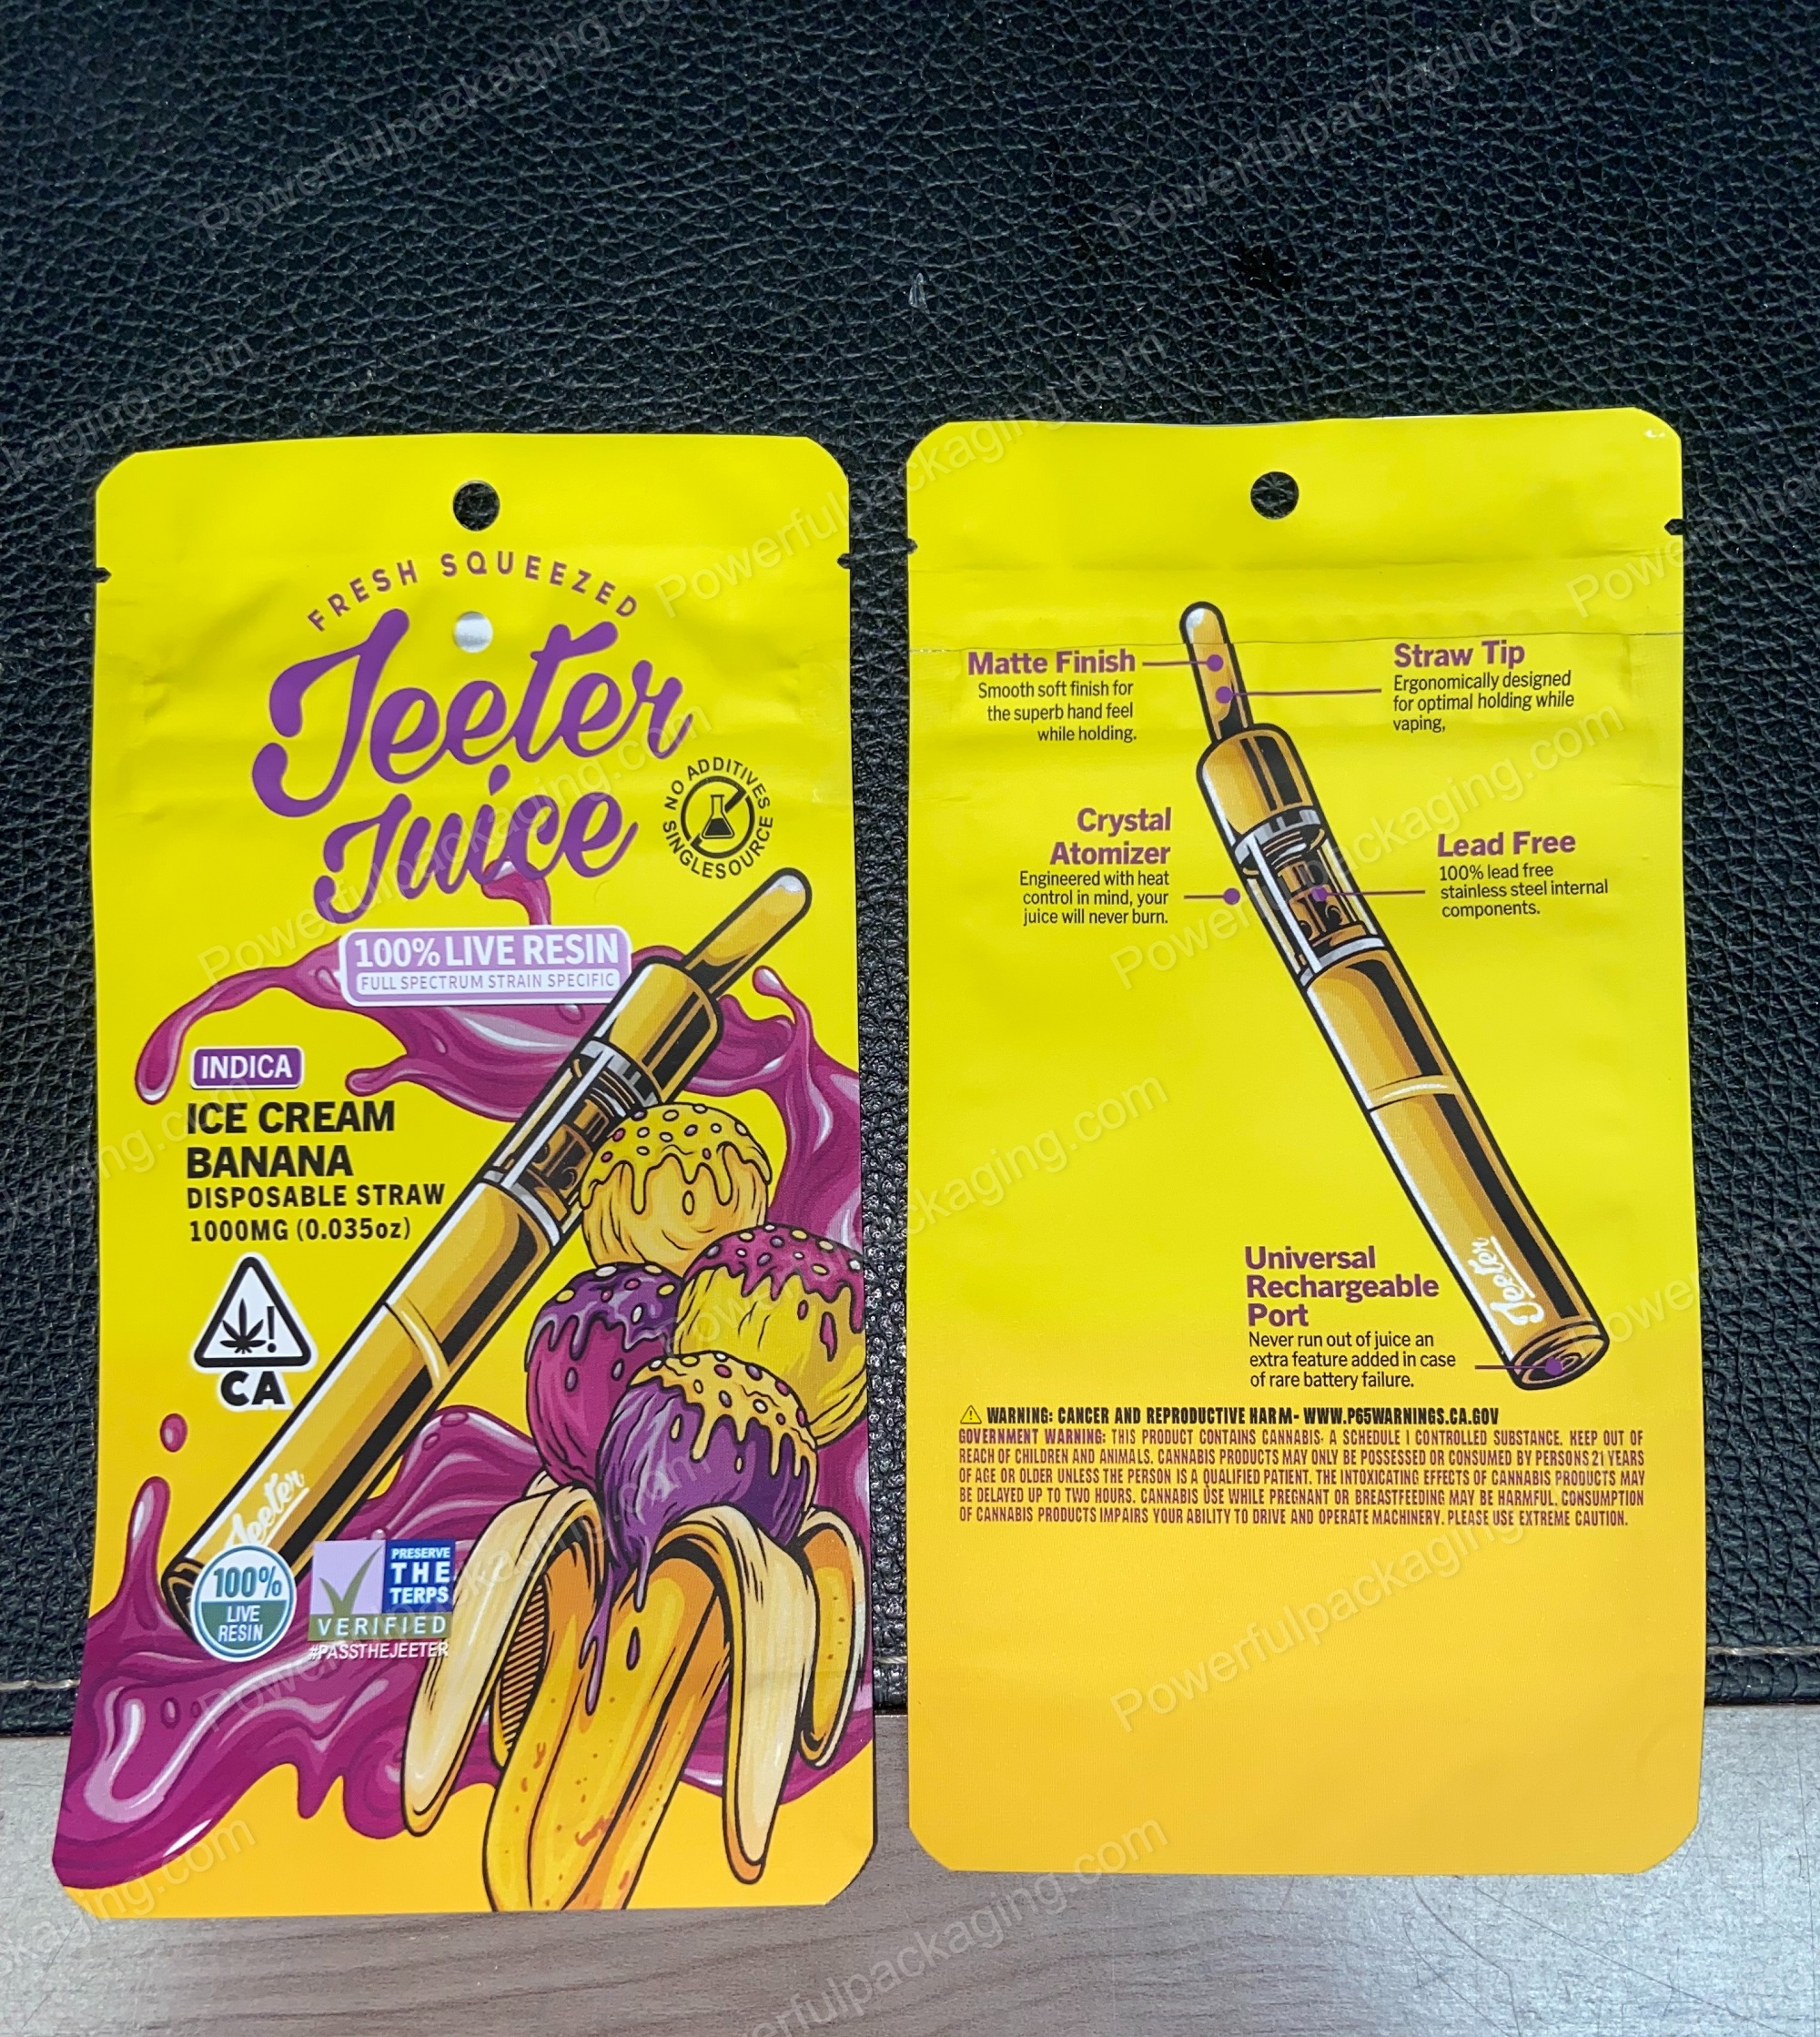 FRESH SQUEEZED
Jeeter
Juice
NO ADDITIVES
SINGLE SOURCE
100% LIVE RESIN
FULL SPECTRUM STRAIN SPECIFIC
INDICA
ICE CREAM
BANANA
DISPOSABLE STRAW
1000MG (0.035oz)
!
CA
Jeeter
100%
LIVE
RESIN
PRESERVE
THE
TERPS
VERIFIED
#PASSTHEJEETER
Matte Finish
Smooth soft finish for
the superb hand feel
while holding.
Straw Tip
Ergonomically designed
for optimal holding while
vaping,
Crystal
Atomizer
Engineered with heat
control in mind, your
juice will never burn.
Lead Free
100% lead free
stainless steel internal
components.
Universal
Rechargeable
Port
Never run out of juice an
extra feature added in case
of rare battery failure.
Jeeter
WARNING: CANCER AND REPRODUCTIVE HARM- WWW.P65WARNINGS.CA.GOV
GOVERNMENT WARNING: THIS PRODUCT CONTAINS CANNABIS, A SCHEDULE I CONTROLLED SUBSTANCE. KEEP OUT OF
REACH OF CHILDREN AND ANIMALS. CANNABIS PRODUCTS MAY ONLY BE POSSESSED OR CONSUMED BY PERSONS 21 YEARS
OF AGE OR OLDER UNLESS THE PERSON IS A QUALIFIED PATIENT. THE INTOXICATING EFFECTS OF CANNABIS PRODUCTS MAY
BE DELAYED UP TO TWO HOURS. CANNABIS USE WHILE PREGNANT OR BREASTFEEDING MAY BE HARMFUL. CONSUMPTION
OF CANNABIS PRODUCTS IMPAIRS YOUR ABILITY TO DRIVE AND OPERATE MACHINERY. PLEASE USE EXTREME CAUTION.
Powerfulpackaging.com